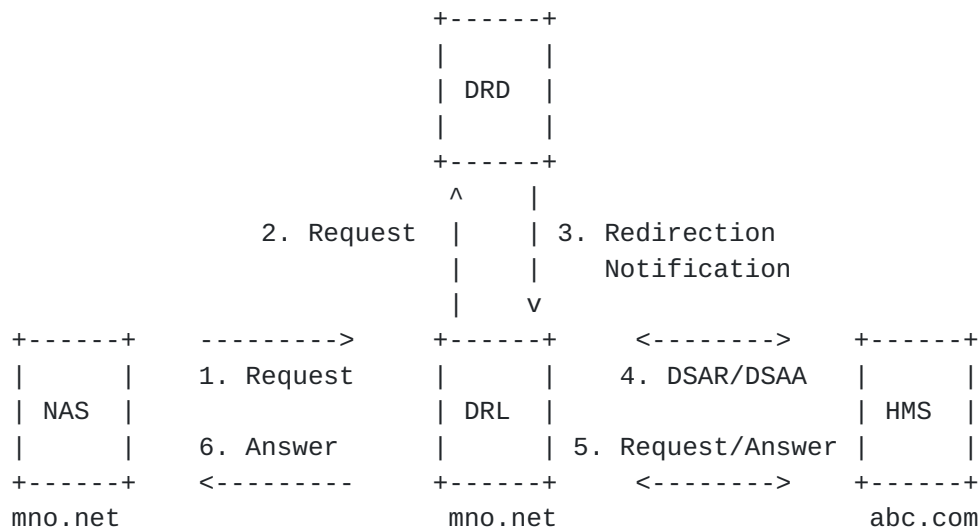 DRD
2. Request 3. Redirection
Notification
1. Request 4. DSAR/DSAA
NAS DRL HMS
6. Answer 5. Request/Answer
mno.net mno.net abc.com